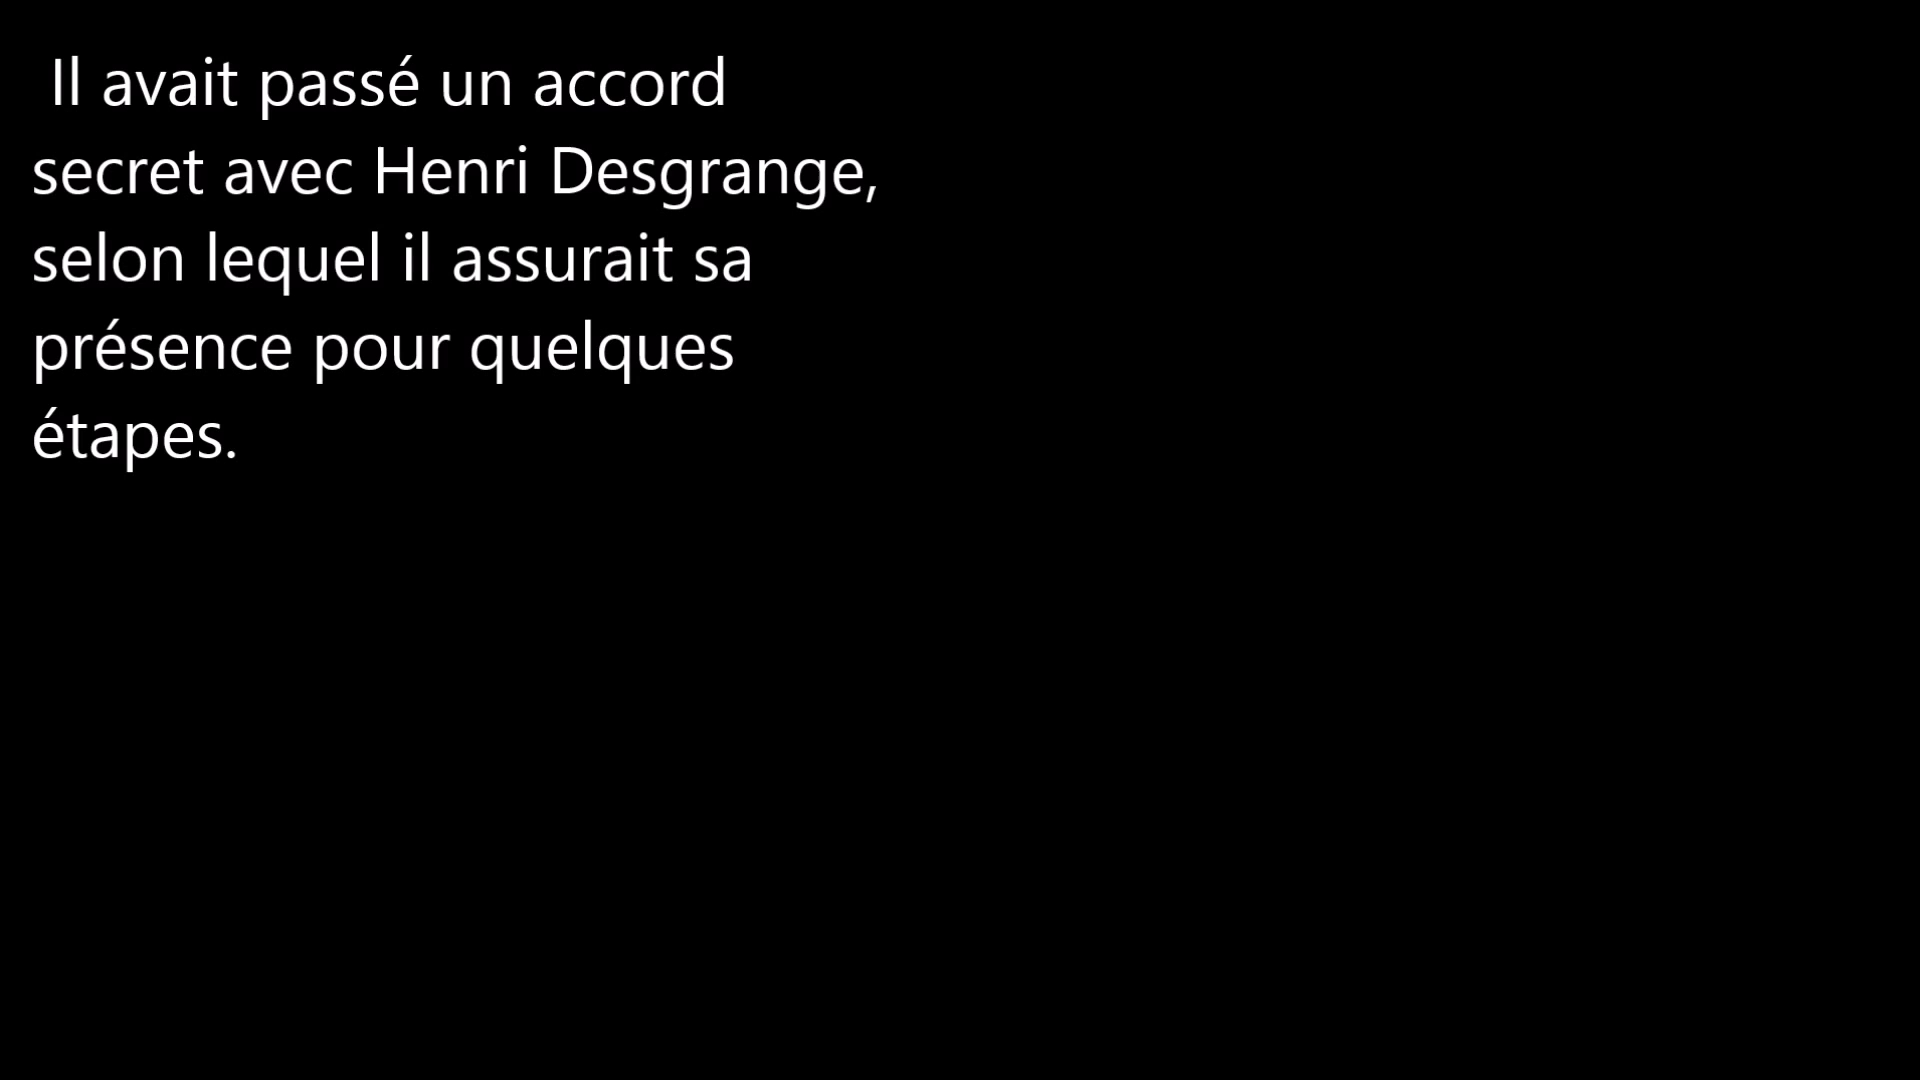 Il avait passé un accord
secret avec Henri Desgrange,
selon lequel il assurait sa
présence pour quelques
étapes.